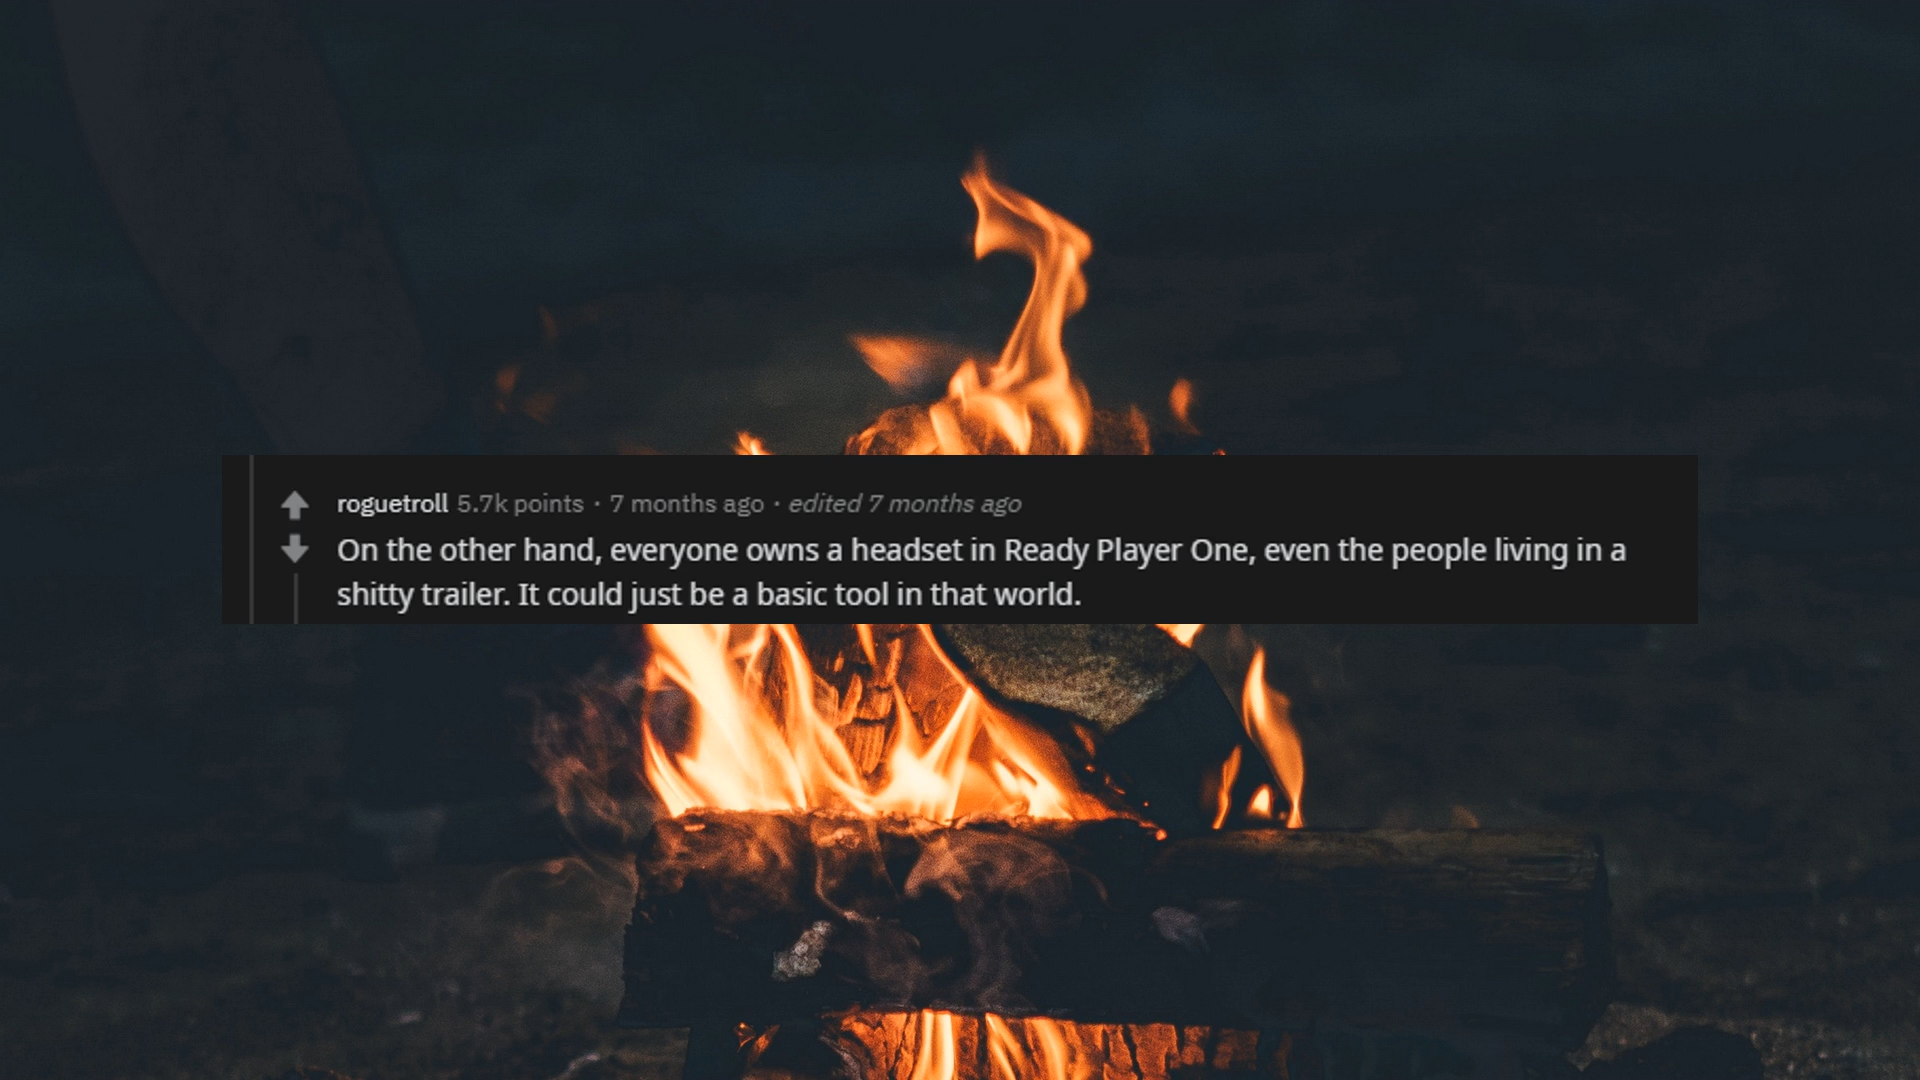 roguetroll 5.7k points · 7 months ago · edited 7 months ago
On the other hand, everyone owns a headset in Ready Player One, even the people living in a
shitty trailer. It could just be a basic tool in that world.